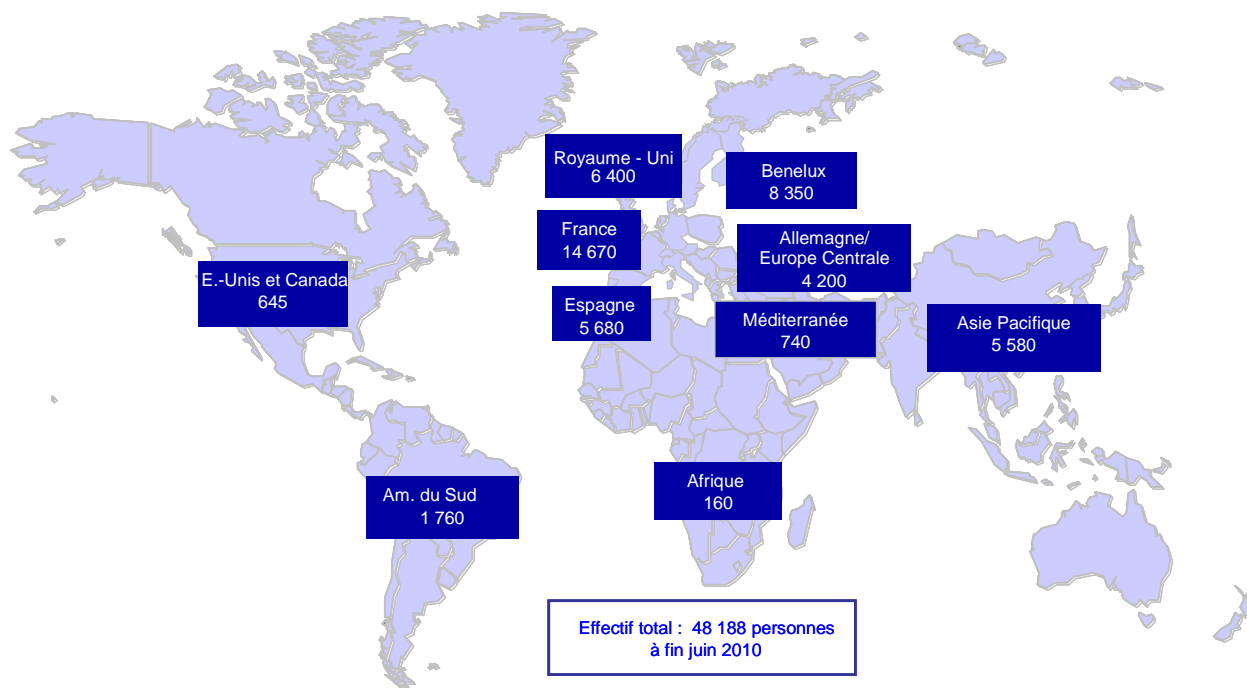 Royaume - Uni
6 400
Benelux
8 350
France
14 670
Allemagne/
Europe Centrale
4 200
E.-Unis et Canada
645
Espagne
5 680
Méditerranée
740
Asie Pacifique
5 580
Am. du Sud
1 760
Afrique
160
Effectif total : 48 188 personnes
à fin juin 2010